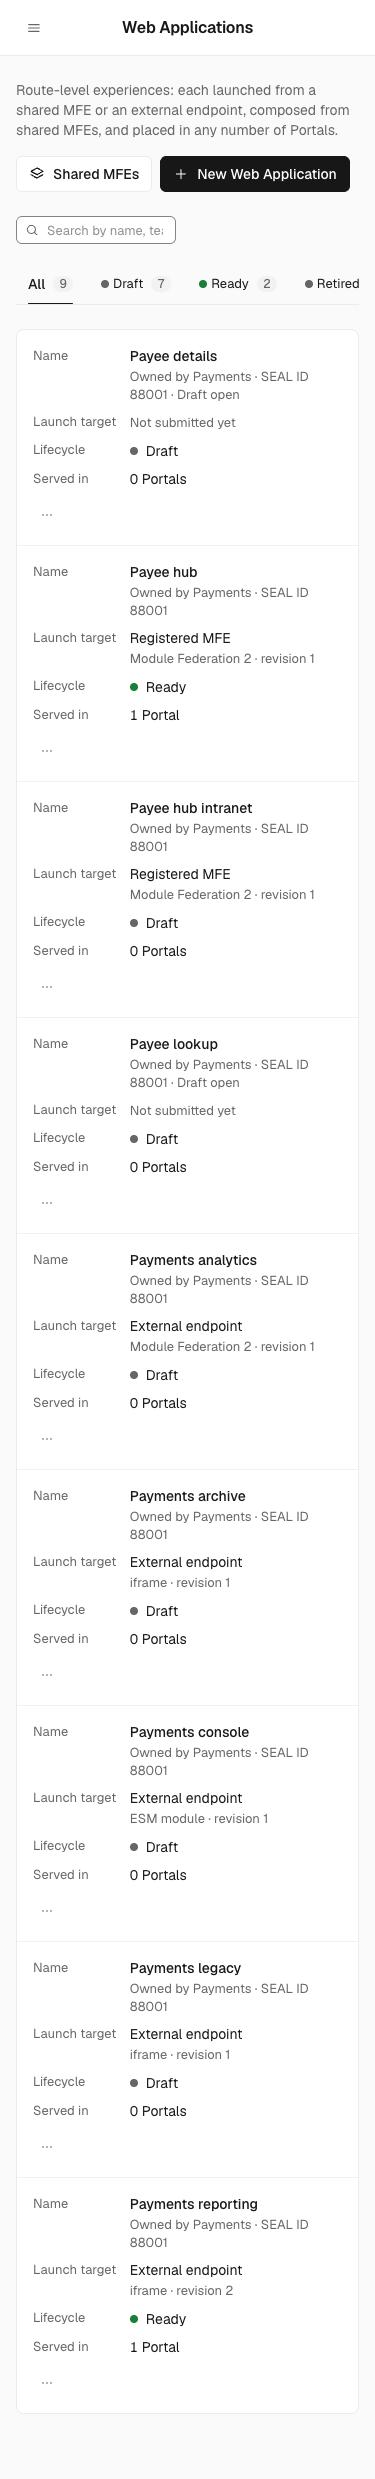 Web Applications
Route-level experiences: each launched from a
shared MFE or an external endpoint, composed from
shared MFEs, and placed in any number of Portals.
Shared MFEs
New Web Application
Search by name, tea
All 9 Draft 7 Ready 2 Retired
Name Payee details
Owned by Payments · SEAL ID
88001 · Draft open
Launch target Not submitted yet
Lifecycle Draft
Served in 0 Portals
...
Name Payee hub
Owned by Payments · SEAL ID
88001
Launch target Registered MFE
Module Federation 2 · revision 1
Lifecycle Ready
Served in 1 Portal
...
Name Payee hub intranet
Owned by Payments · SEAL ID
88001
Launch target Registered MFE
Module Federation 2 · revision 1
Lifecycle Draft
Served in 0 Portals
...
Name Payee lookup
Owned by Payments · SEAL ID
88001 · Draft open
Launch target Not submitted yet
Lifecycle Draft
Served in 0 Portals
...
Name Payments analytics
Owned by Payments · SEAL ID
88001
Launch target External endpoint
Module Federation 2 · revision 1
Lifecycle Draft
Served in 0 Portals
...
Name Payments archive
Owned by Payments · SEAL ID
88001
Launch target External endpoint
iframe · revision 1
Lifecycle Draft
Served in 0 Portals
...
Name Payments console
Owned by Payments · SEAL ID
88001
Launch target External endpoint
ESM module · revision 1
Lifecycle Draft
Served in 0 Portals
...
Name Payments legacy
Owned by Payments · SEAL ID
88001
Launch target External endpoint
iframe · revision 1
Lifecycle Draft
Served in 0 Portals
...
Name Payments reporting
Owned by Payments · SEAL ID
88001
Launch target External endpoint
iframe · revision 2
Lifecycle Ready
Served in 1 Portal
...